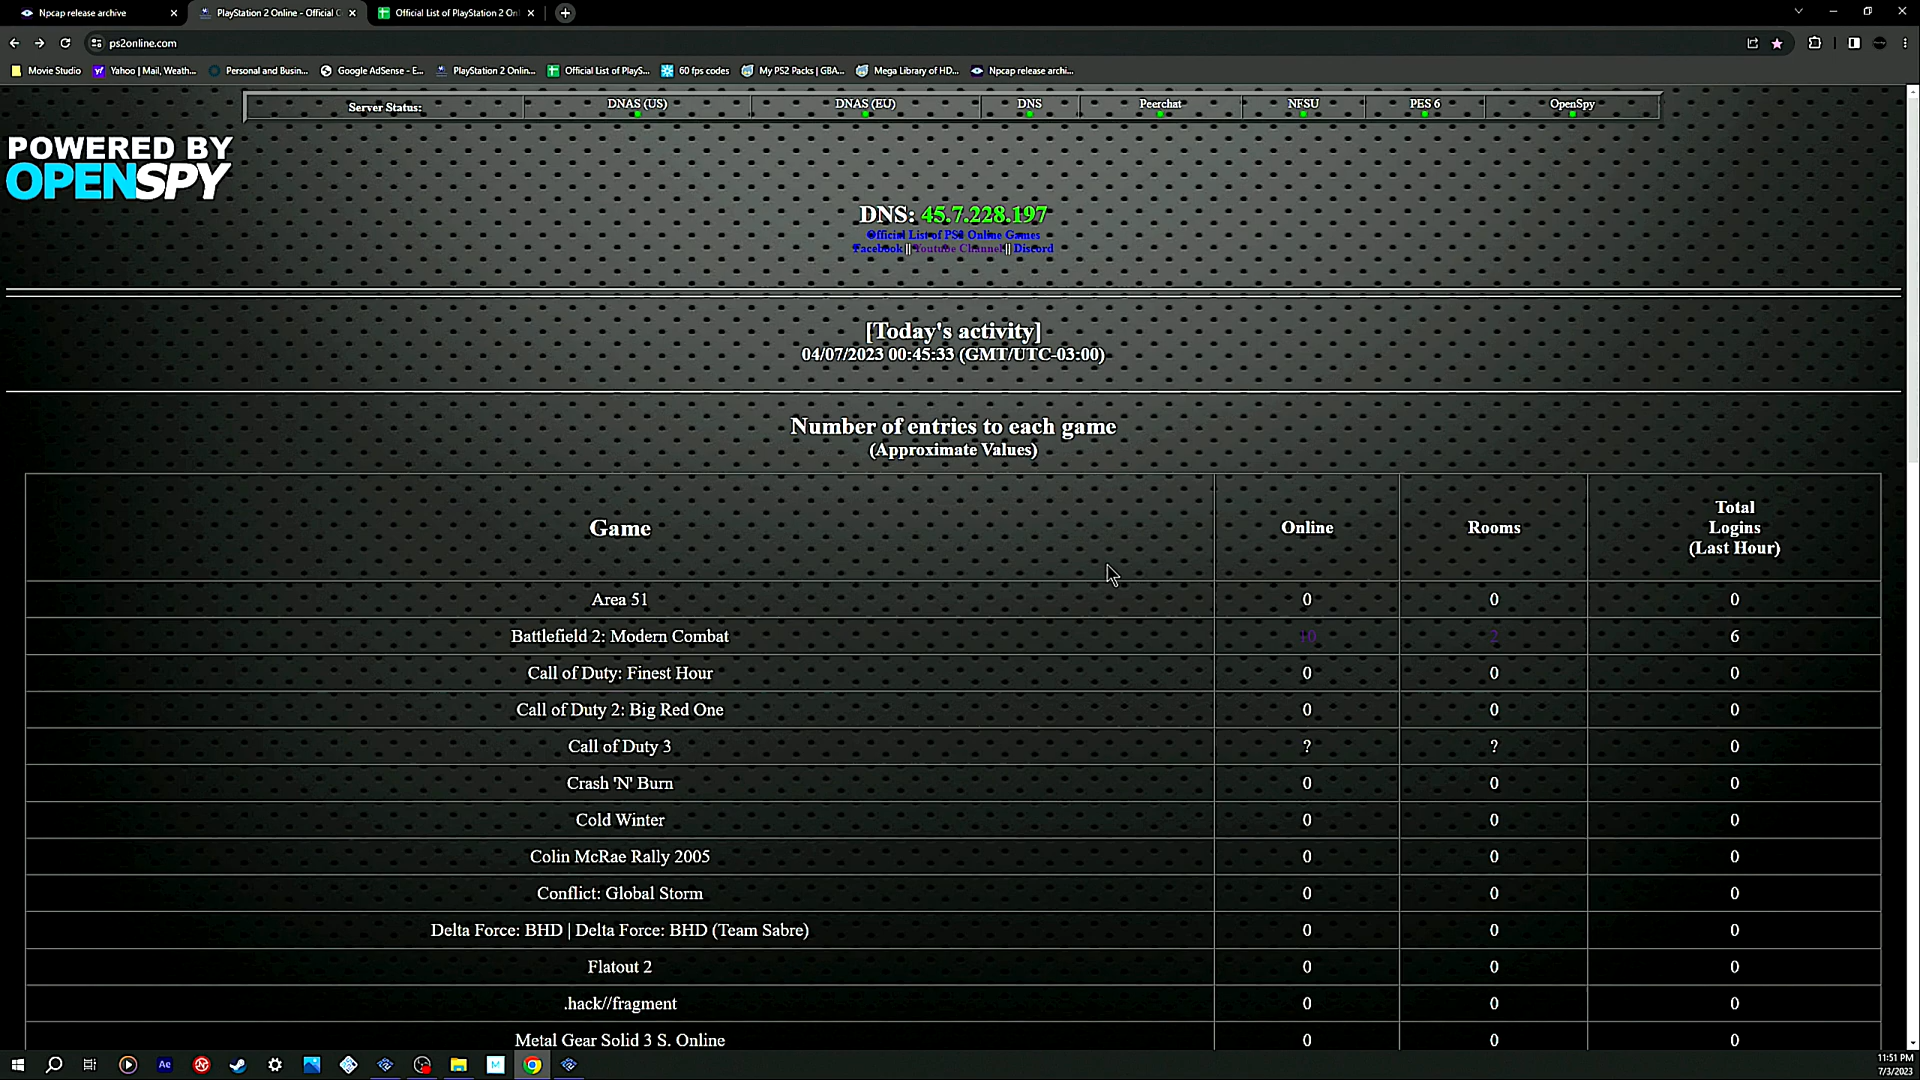 Npcap release archive
PlayStation 2 Online - Official C
Official List of PlayStation 2 On
ps2online.com
Movie Studio
Yahoo | Mail, Weath...
Personal and Busin...
Google AdSense - E...
PlayStation 2 Onlin...
Official List of PlayS...
60 fps codes
My PS2 Packs | GBA...
Mega Library of HD...
Npcap release archi...
Server Status:
DNAS (US)
DNAS (EU)
DNS
Peerchat
NFSU
PES 6
OpenSpy
POWERED BY
OPENSPY
DNS: 45.7.228.197
Official List of PS2 Online Games
Facebook || Youtube Channel || Discord
[Today's activity]
04/07/2023 00:45:33 (GMT/UTC-03:00)
Number of entries to each game
(Approximate Values)
Game
Online
Rooms
Total
Logins
(Last Hour)
Area 51 0 0 0
Battlefield 2: Modern Combat 10 2 6
Call of Duty: Finest Hour 0 0 0
Call of Duty 2: Big Red One 0 0 0
Call of Duty 3 ? ? 0
Crash 'N' Burn 0 0 0
Cold Winter 0 0 0
Colin McRae Rally 2005 0 0 0
Conflict: Global Storm 0 0 0
Delta Force: BHD | Delta Force: BHD (Team Sabre) 0 0 0
Flatout 2 0 0 0
.hack//fragment 0 0 0
Metal Gear Solid 3 S. Online 0 0 0
Ae
M
11:51 PM
7/3/2023